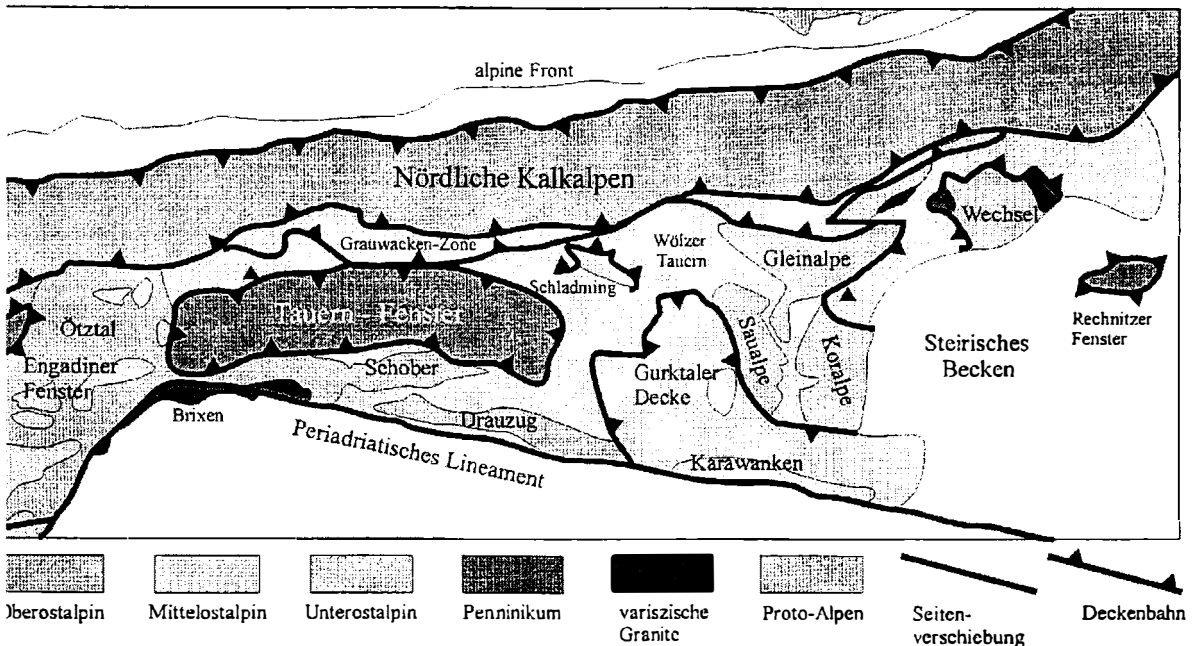 alpine Front
Nördliche Kalkalpen
Grauwacken-Zone
Wölzer
Tauern
Gleinalpe
Wechsel
Schladming
Ötztal
Tauern Fenster
Rechnitzer
Fenster
Engadiner
Fenster
Schober
Saualpe
Koralpe
Steirisches
Becken
Gurktaler
Decke
Brixen
Drauzug
Periadriatisches Lineament
Karawanken
Oberostalpin
Mittelostalpin
Unterostalpin
Penninikum
variszische
Granite
Proto-Alpen
Seiten-
verschiebung
Deckenbahn